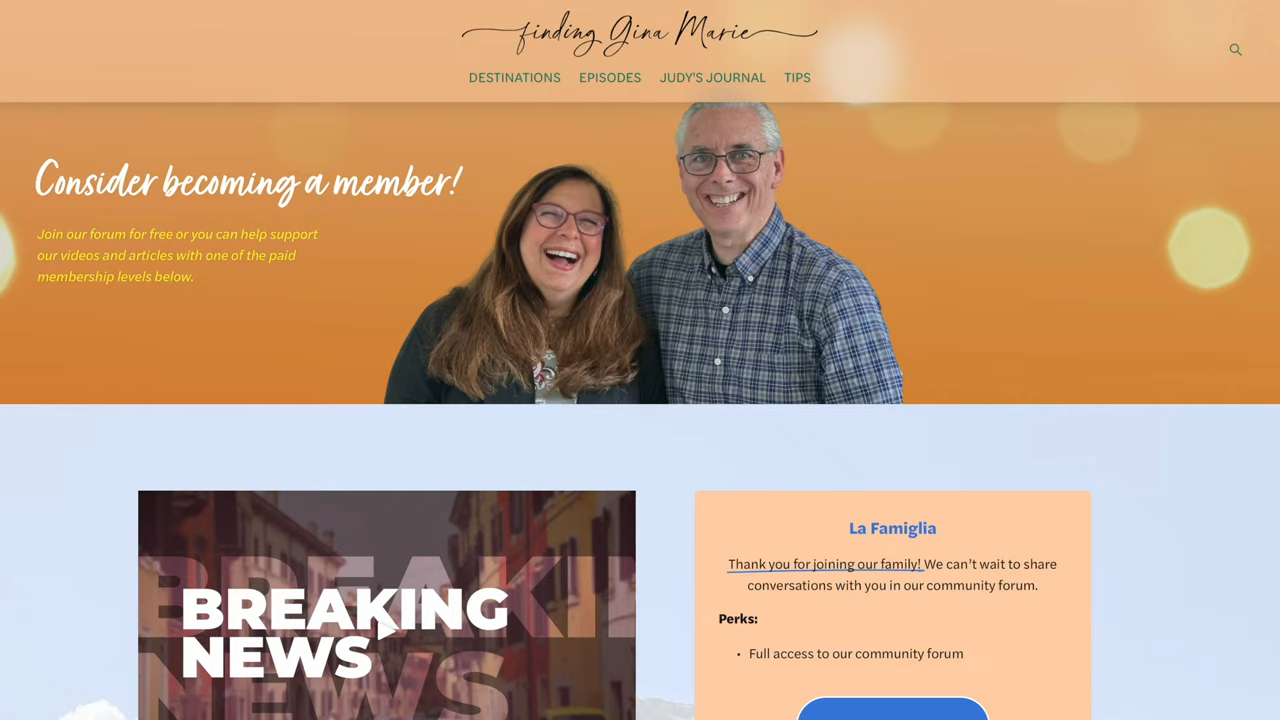 finding Gina Marie
DESTINATIONS EPISODES JUDY'S JOURNAL TIPS
Consider becoming a member!
Join our forum for free or you can help support
our videos and articles with one of the paid
membership levels below.
BREAKING
NEWS
La Famiglia
Thank you for joining our family! We can’t wait to share
conversations with you in our community forum.
Perks:
• Full access to our community forum